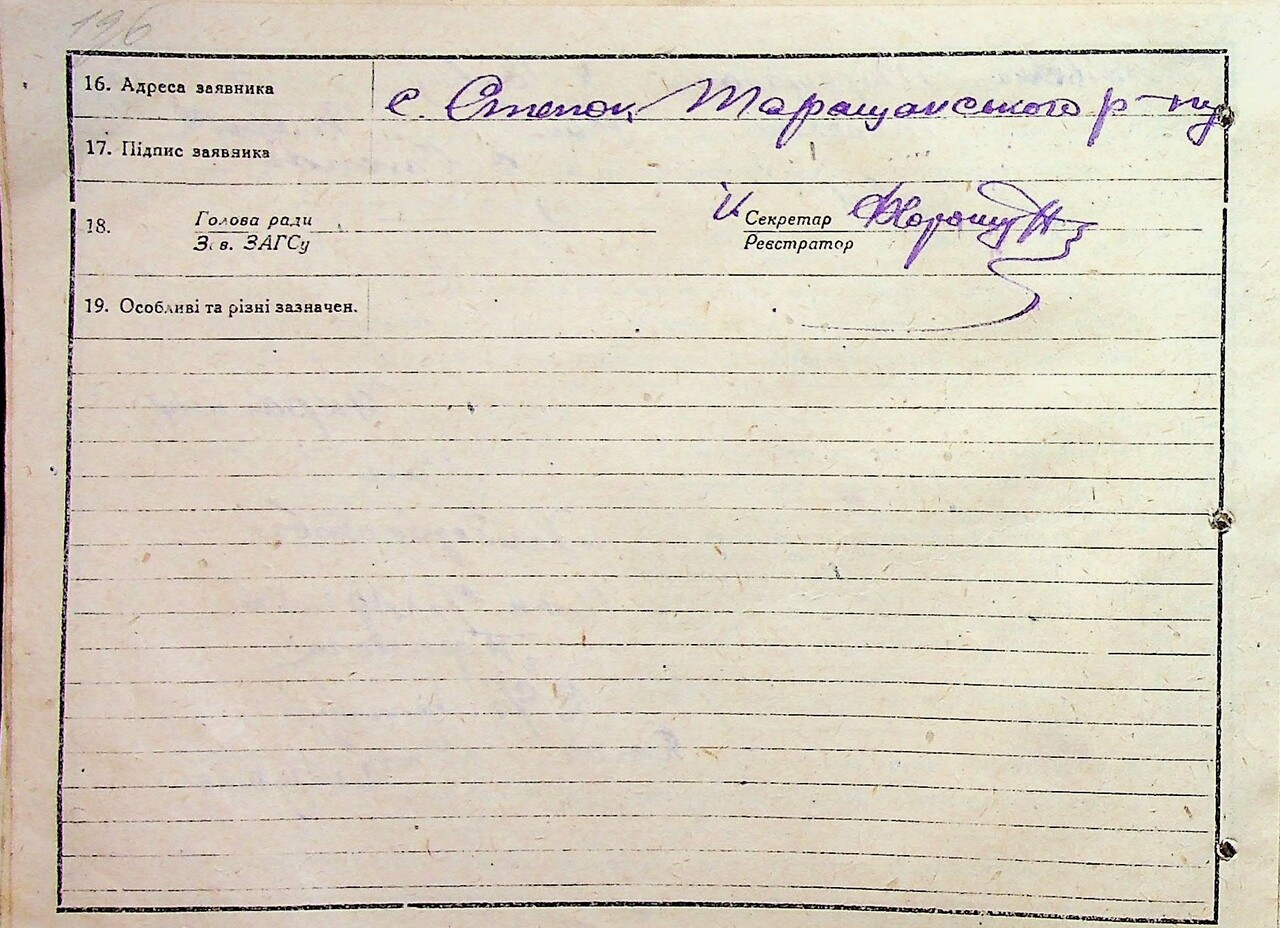 196
16. Адреса заявника с. Степок, Таращанського р-ну
17. Підпис заявника
18. Голова ради Секретар
Зав. ЗАГСу Реєстратор
19. Особливі та різні зазначен.